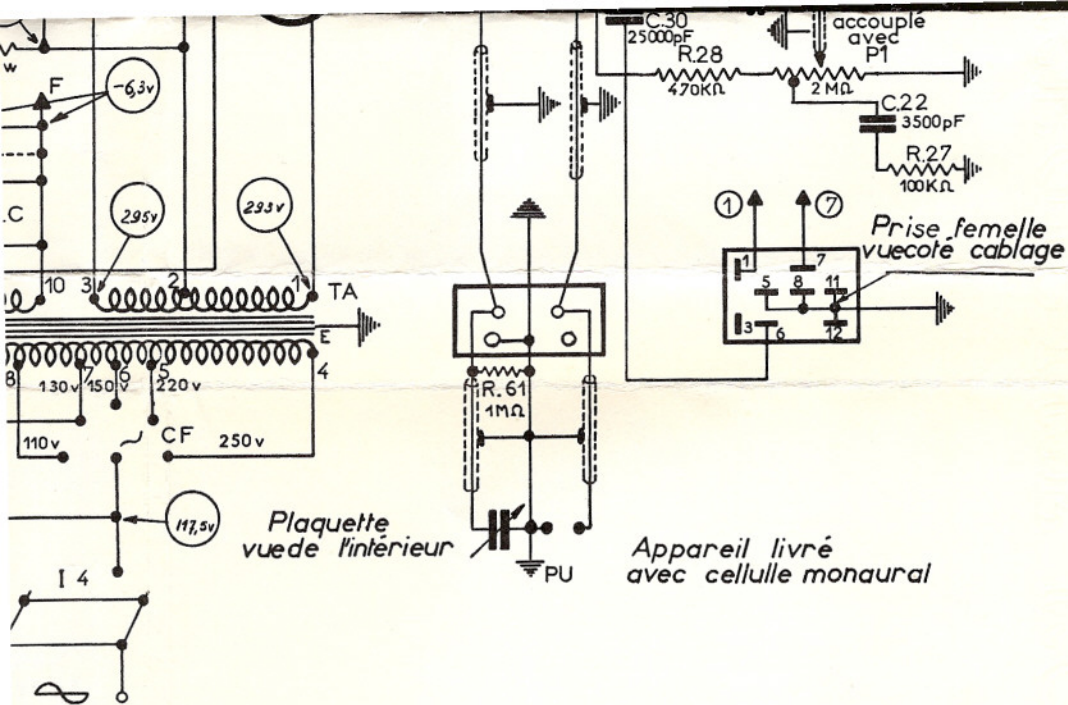 C.30
25000pF
accouplé
avec
P1
R.28
470KΩ
2 MΩ
C.22
3500pF
R.27
100KΩ
W
-6,3v
F
.C
295v
293v
1
7
Prise femelle
vuecoté cablage
1
7
5
8
11
3
6
12
10
3
2
1
TA
E
8
7
6
5
4
130v
150v
220v
110v
CF
250v
R.61
1MΩ
117,5v
Plaquette
vuede l'intérieur
PU
Appareil livré
avec cellulle monaural
I 4